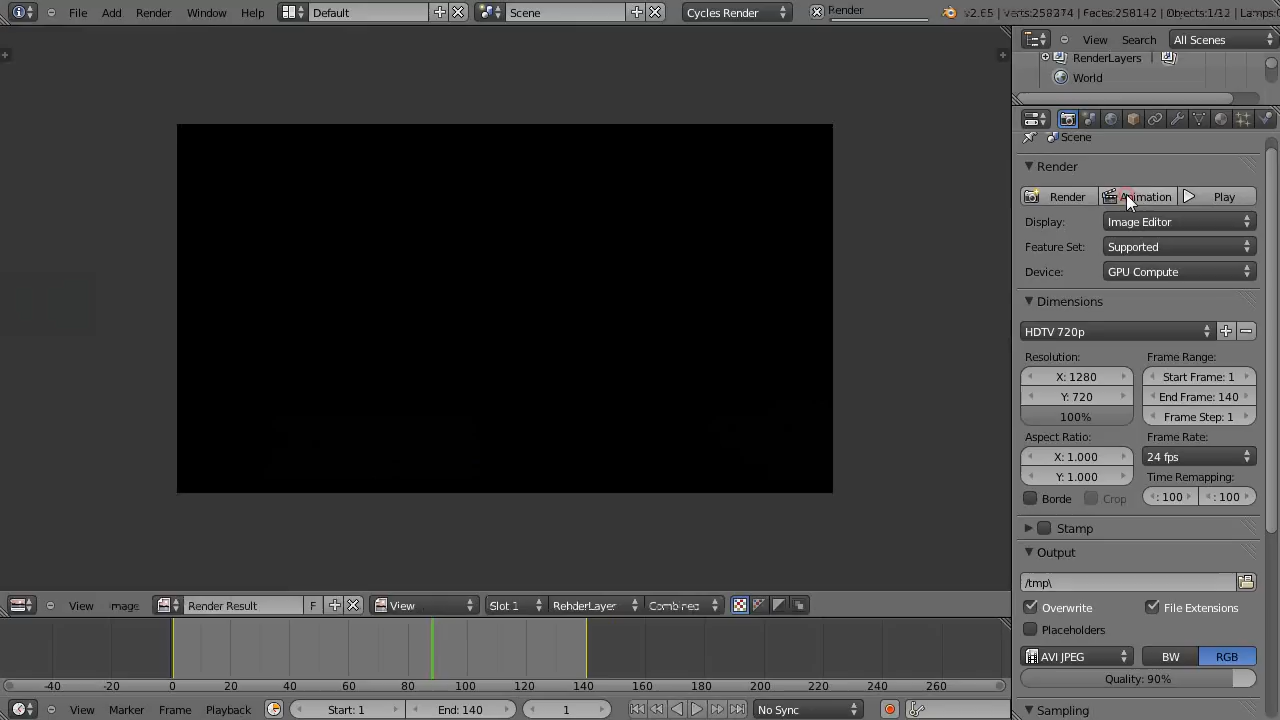 File Add Render Window Help Default Scene Cycles Render Render v2.65 | Verts:258274 | Faces:258142 | Objects:1/12 | Lamps:0
View Search All Scenes
RenderLayers |
World
Scene
Render
Render Animation Play
Display: Image Editor
Feature Set: Supported
Device: GPU Compute
Dimensions
HDTV 720p
Resolution: Frame Range:
X: 1280 Start Frame: 1
Y: 720 End Frame: 140
100% Frame Step: 1
Aspect Ratio: Frame Rate:
X: 1.000 24 fps
Y: 1.000 Time Remapping:
Borde Crop : 100 : 100
Stamp
Output
/tmp\
Overwrite File Extensions
Placeholders
AVI JPEG BW RGB
Quality: 90%
Sampling
View Image Render Result F View Slot 1 RenderLayer Combined
-40 -20 0 20 40 60 80 100 120 140 160 180 200 220 240 260
View Marker Frame Playback Start: 1 End: 140 1 No Sync